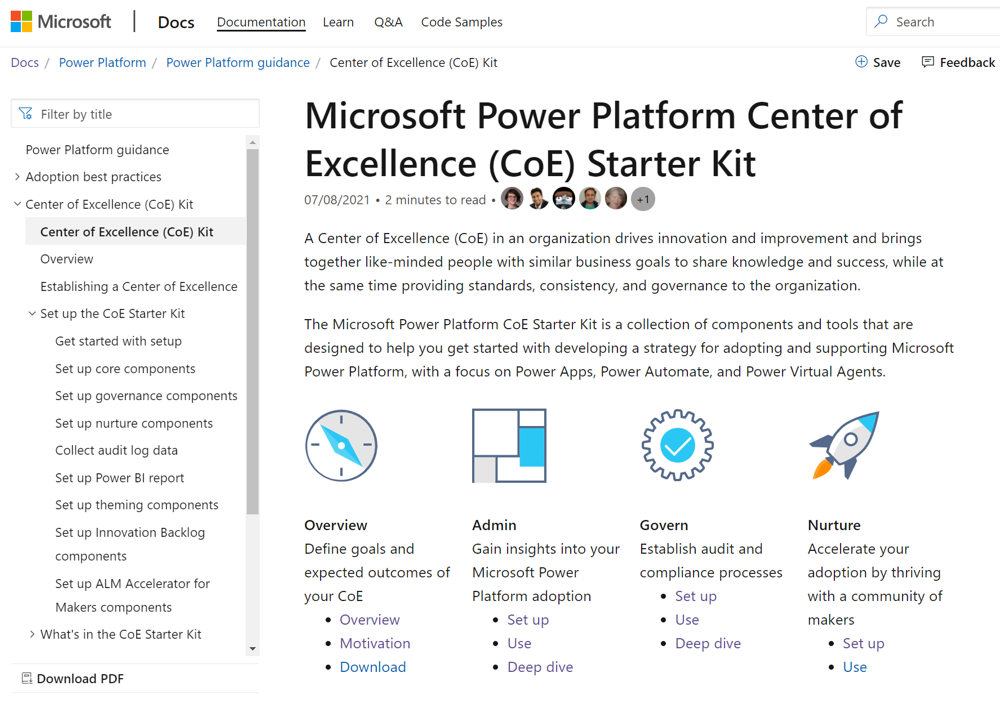 Microsoft | Docs Documentation Learn Q&A Code Samples Search
Docs / Power Platform / Power Platform guidance / Center of Excellence (CoE) Kit Save Feedback
Filter by title
Power Platform guidance
Adoption best practices
Center of Excellence (CoE) Kit
Center of Excellence (CoE) Kit
Overview
Establishing a Center of Excellence
Set up the CoE Starter Kit
Get started with setup
Set up core components
Set up governance components
Set up nurture components
Collect audit log data
Set up Power BI report
Set up theming components
Set up Innovation Backlog
components
Set up ALM Accelerator for
Makers components
What's in the CoE Starter Kit
Download PDF
Microsoft Power Platform Center of
Excellence (CoE) Starter Kit
07/08/2021 • 2 minutes to read • +1
A Center of Excellence (CoE) in an organization drives innovation and improvement and brings
together like-minded people with similar business goals to share knowledge and success, while at
the same time providing standards, consistency, and governance to the organization.
The Microsoft Power Platform CoE Starter Kit is a collection of components and tools that are
designed to help you get started with developing a strategy for adopting and supporting Microsoft
Power Platform, with a focus on Power Apps, Power Automate, and Power Virtual Agents.
Overview
Define goals and
expected outcomes of
your CoE
• Overview
• Motivation
• Download
Admin
Gain insights into your
Microsoft Power
Platform adoption
• Set up
• Use
• Deep dive
Govern
Establish audit and
compliance processes
• Set up
• Use
• Deep dive
Nurture
Accelerate your
adoption by thriving
with a community of
makers
• Set up
• Use